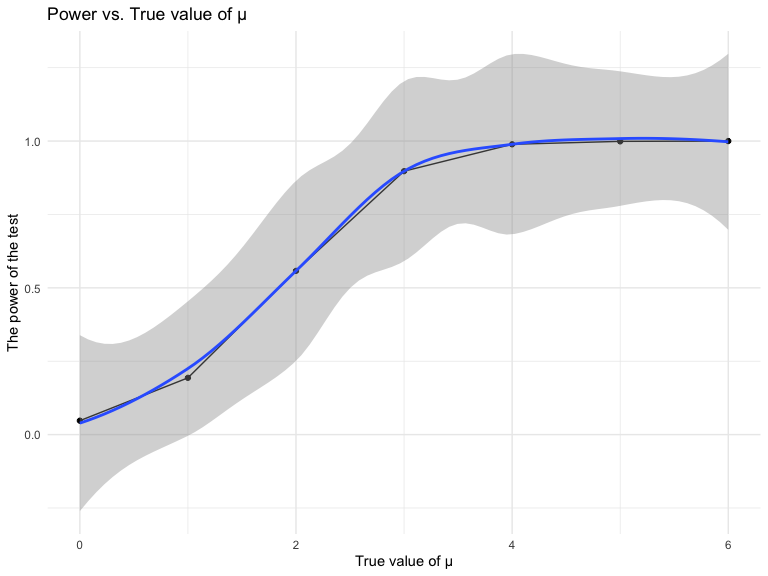 Power vs. True value of μ
The power of the test
1.0
0.5
0.0
0
2
4
6
True value of μ